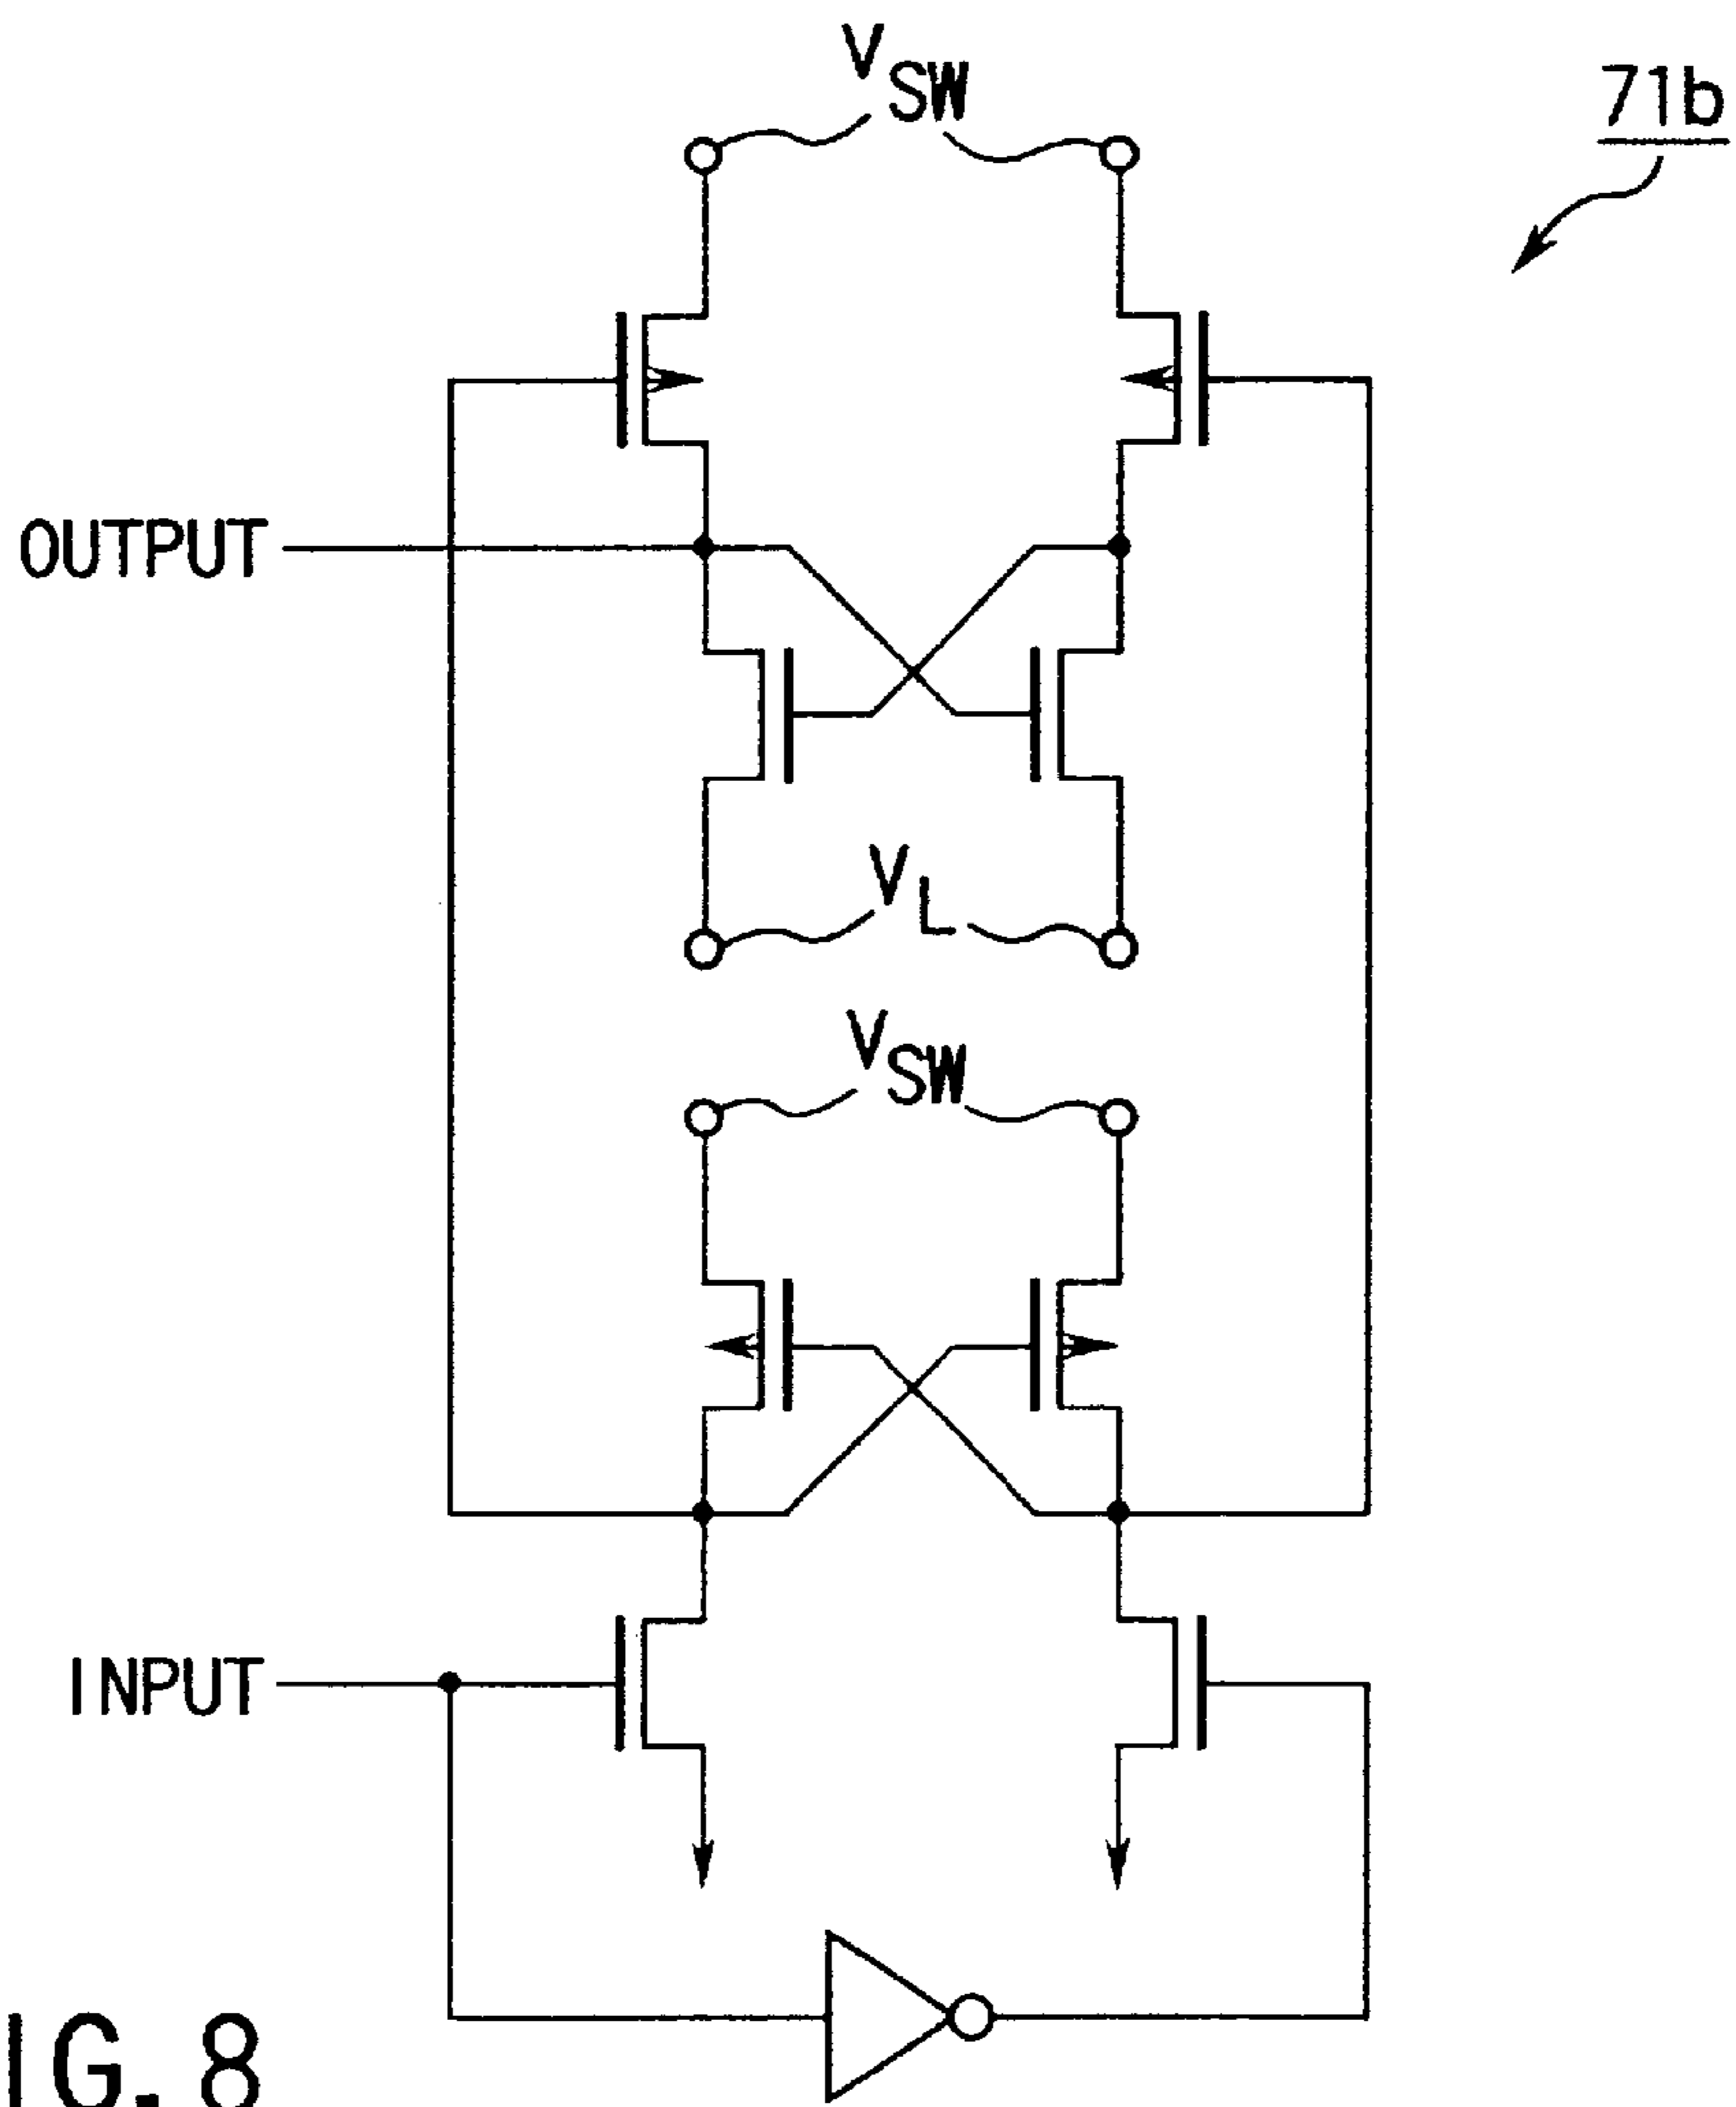 V_SW
71b
OUTPUT
V_L
V_SW
INPUT
IG. 8